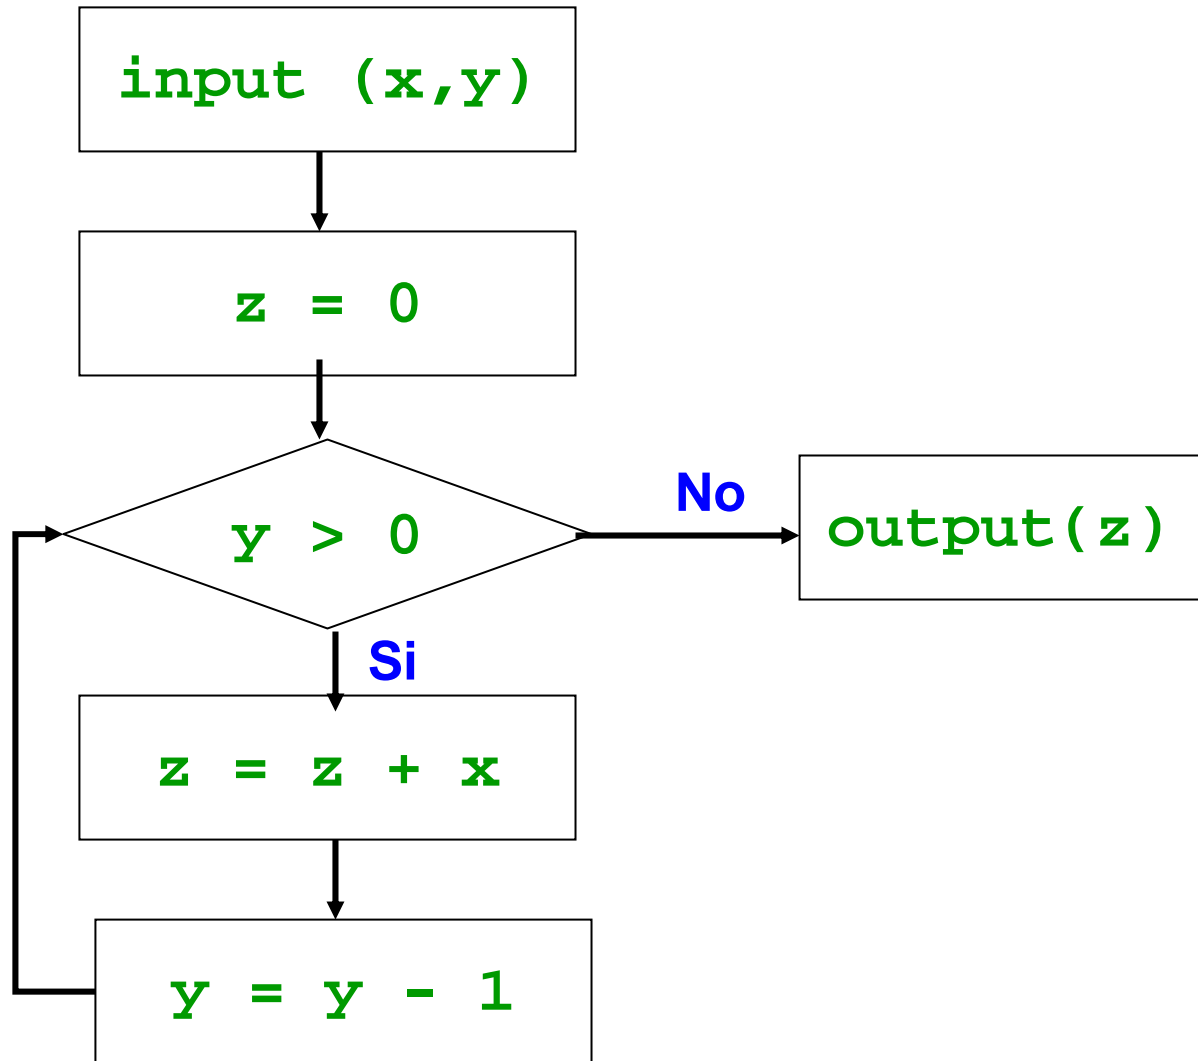 input (x,y)
z = 0
y > 0
No
output(z)
Si
z = z + x
y = y - 1